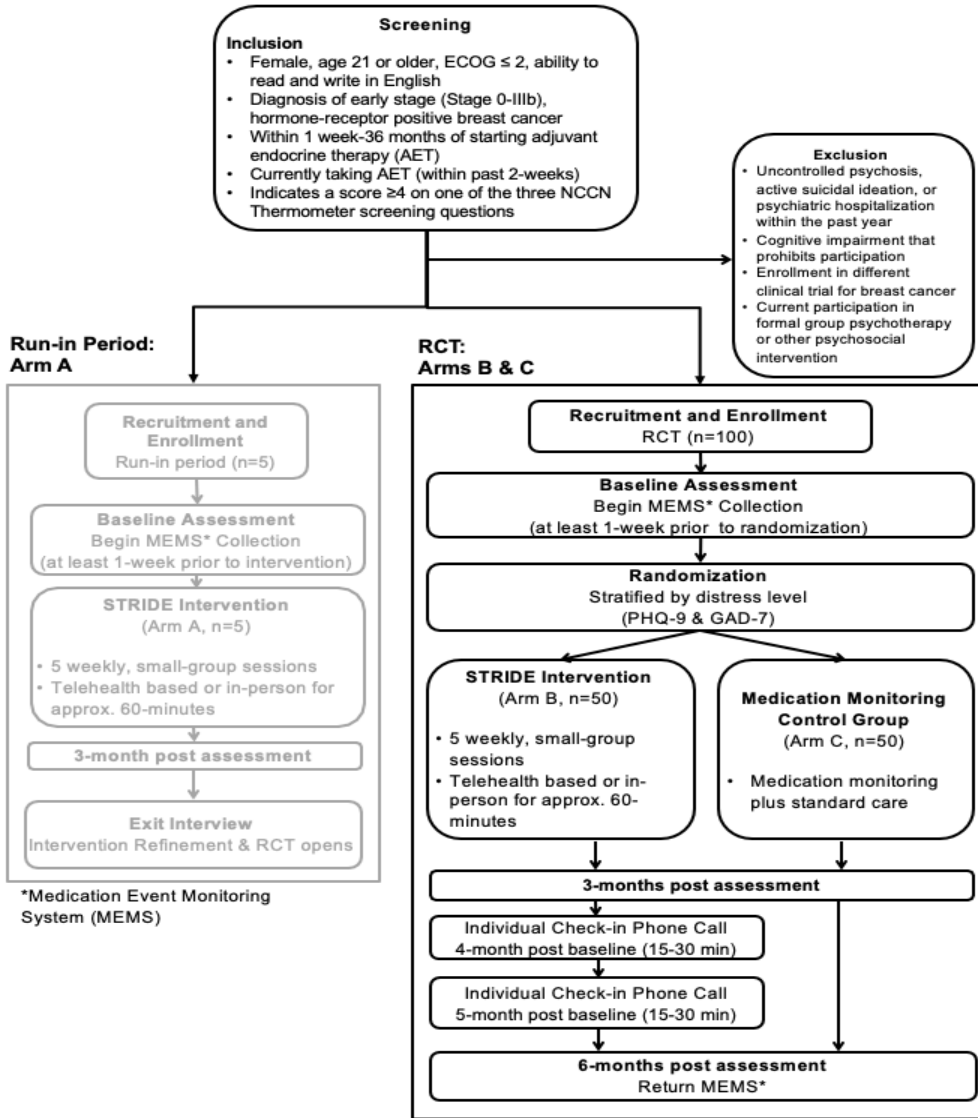 Screening
Inclusion
• Female, age 21 or older, ECOG ≤ 2, ability to
read and write in English
• Diagnosis of early stage (Stage 0-IIIb),
hormone-receptor positive breast cancer
• Within 1 week-36 months of starting adjuvant
endocrine therapy (AET)
• Currently taking AET (within past 2-weeks)
• Indicates a score ≥4 on one of the three NCCN
Thermometer screening questions
Exclusion
• Uncontrolled psychosis,
active suicidal ideation, or
psychiatric hospitalization
within the past year
• Cognitive impairment that
prohibits participation
• Enrollment in different
clinical trial for breast cancer
• Current participation in
formal group psychotherapy
or other psychosocial
intervention
Run-in Period:
Arm A
Recruitment and
Enrollment
Run-in period (n=5)
Baseline Assessment
Begin MEMS* Collection
(at least 1-week prior to intervention)
STRIDE Intervention
(Arm A, n=5)
• 5 weekly, small-group sessions
• Telehealth based or in-person for
approx. 60-minutes
3-month post assessment
Exit Interview
Intervention Refinement & RCT opens
*Medication Event Monitoring
System (MEMS)
RCT:
Arms B & C
Recruitment and Enrollment
RCT (n=100)
Baseline Assessment
Begin MEMS* Collection
(at least 1-week prior to randomization)
Randomization
Stratified by distress level
(PHQ-9 & GAD-7)
STRIDE Intervention
(Arm B, n=50)
• 5 weekly, small-group
sessions
• Telehealth based or in-
person for approx. 60-
minutes
Medication Monitoring
Control Group
(Arm C, n=50)
• Medication monitoring
plus standard care
3-months post assessment
Individual Check-in Phone Call
4-month post baseline (15-30 min)
Individual Check-in Phone Call
5-month post baseline (15-30 min)
6-months post assessment
Return MEMS*